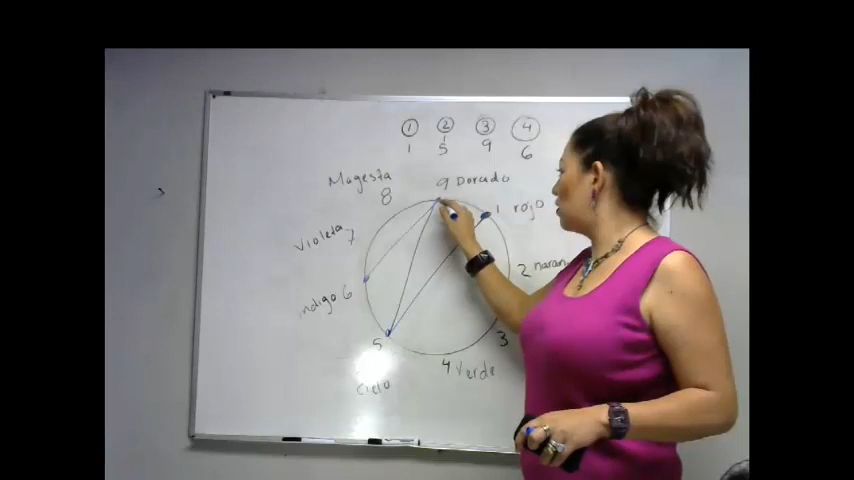 1 2 3 4
1 5 9 6
Magesta 9 Dorado
8
1 rojo
violeta 7
2 naran
indigo 6
5
3
4 verde
cielo